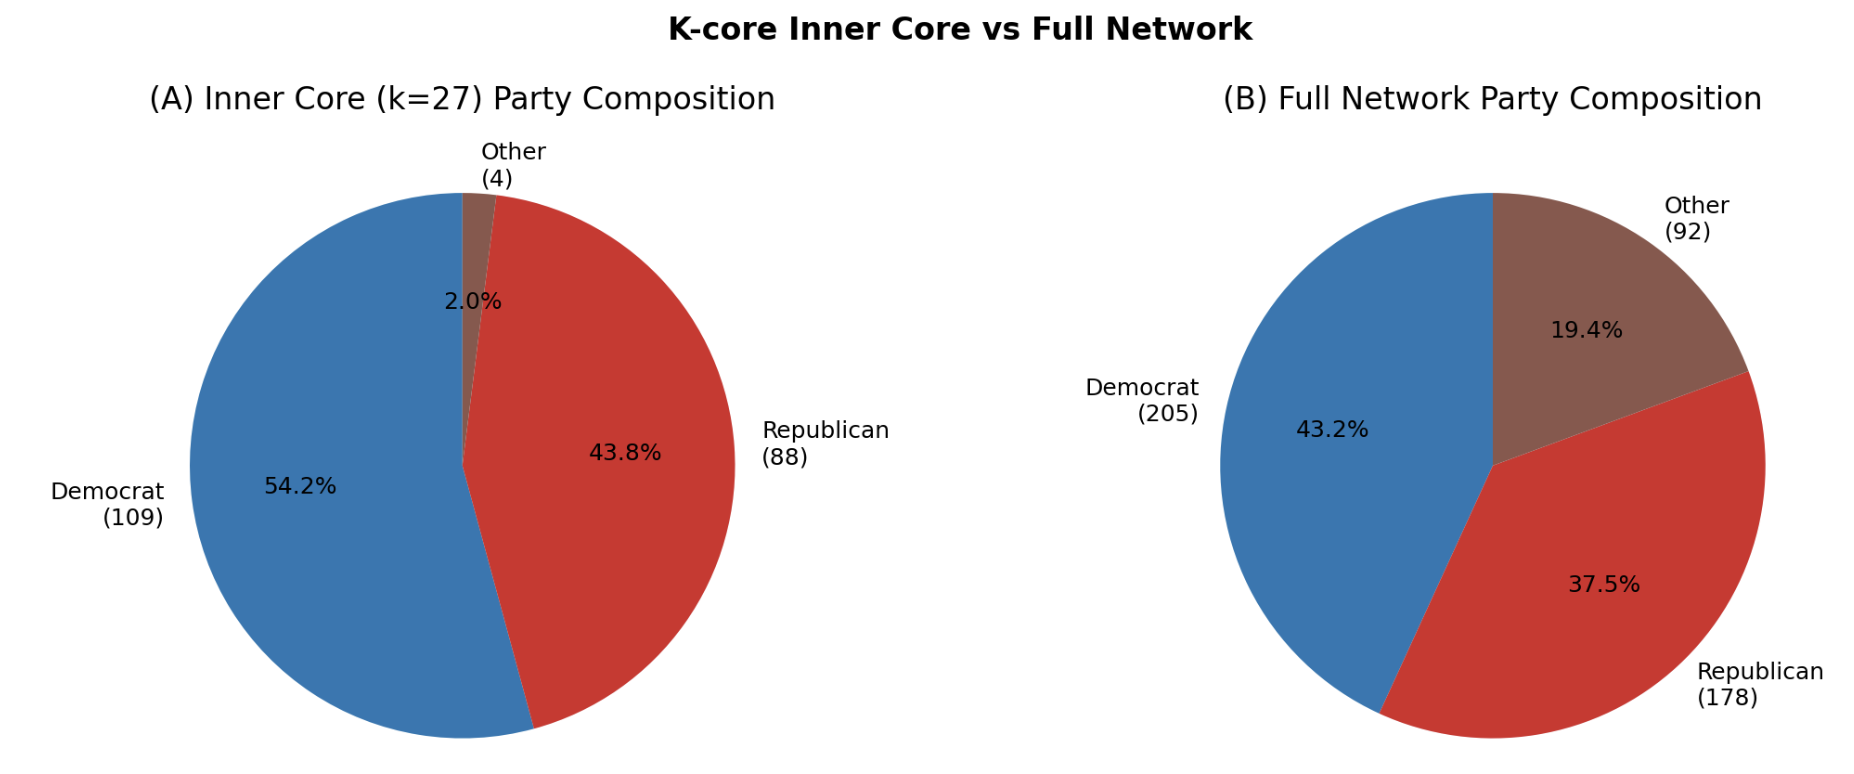 K-core Inner Core vs Full Network
(A) Inner Core (k=27) Party Composition
Other
(4)
2.0%
Republican
(88)
43.8%
Democrat
(109)
54.2%
(B) Full Network Party Composition
Other
(92)
19.4%
Democrat
(205)
43.2%
37.5%
Republican
(178)